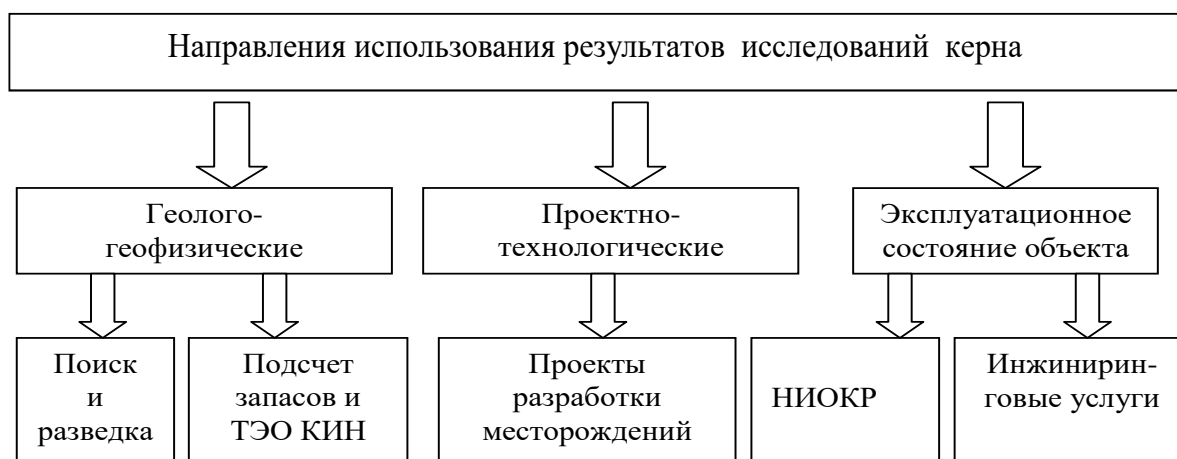 Направления использования результатов исследований керна
Геолого-
геофизические
Проектно-
технологические
Эксплуатационное
состояние объекта
Поиск
и
разведка
Подсчет
запасов и
ТЭО КИН
Проекты
разработки
месторождений
НИОКР
Инжинирин-
говые услуги